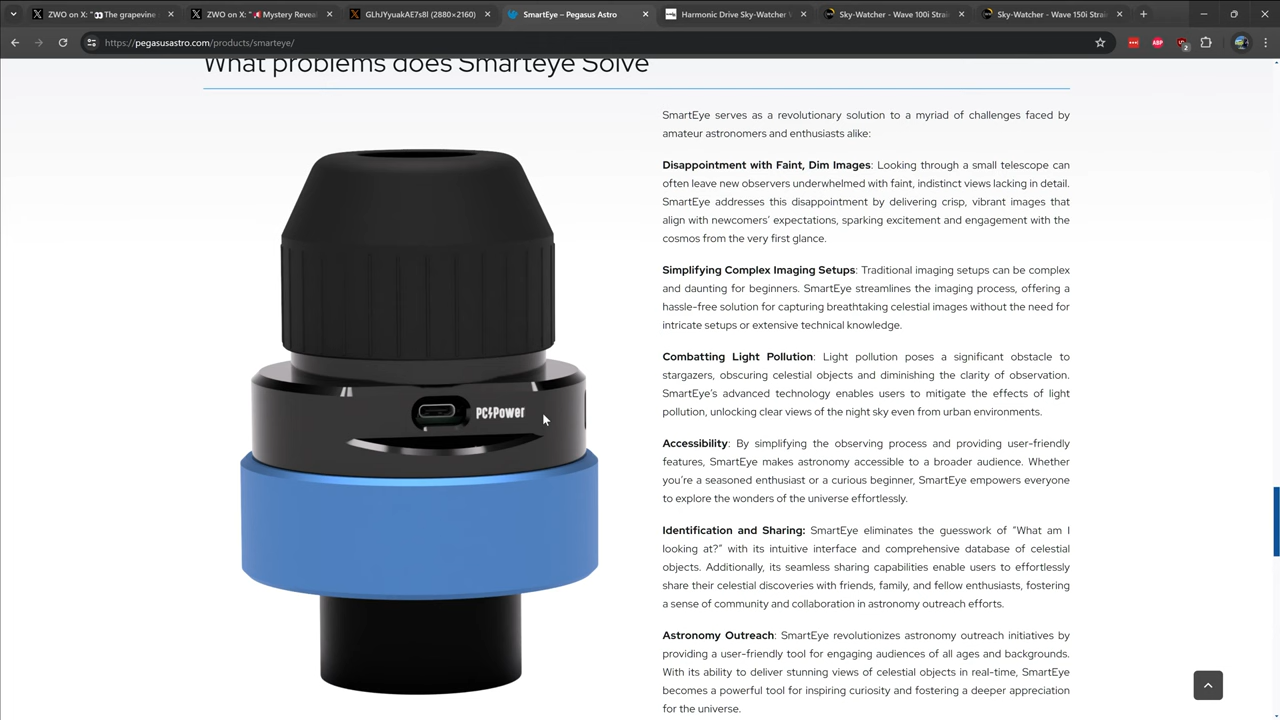 ZWO on X: "👀The grapevine
ZWO on X: "📢Mystery Reveal
GLhJYyuakAE7s8I (2880×2160)
SmartEye – Pegasus Astro
Harmonic Drive Sky-Watcher W
Sky-Watcher - Wave 100i Strai
Sky-Watcher - Wave 150i Strai
https://pegasusastro.com/products/smarteye/
ABP
2
What problems does Smarteye Solve
SmartEye serves as a revolutionary solution to a myriad of challenges faced by
amateur astronomers and enthusiasts alike:
Disappointment with Faint, Dim Images: Looking through a small telescope can
often leave new observers underwhelmed with faint, indistinct views lacking in detail.
SmartEye addresses this disappointment by delivering crisp, vibrant images that
align with newcomers' expectations, sparking excitement and engagement with the
cosmos from the very first glance.
Simplifying Complex Imaging Setups: Traditional imaging setups can be complex
and daunting for beginners. SmartEye streamlines the imaging process, offering a
hassle-free solution for capturing breathtaking celestial images without the need for
intricate setups or extensive technical knowledge.
Combatting Light Pollution: Light pollution poses a significant obstacle to
stargazers, obscuring celestial objects and diminishing the clarity of observation.
SmartEye's advanced technology enables users to mitigate the effects of light
pollution, unlocking clear views of the night sky even from urban environments.
Accessibility: By simplifying the observing process and providing user-friendly
features, SmartEye makes astronomy accessible to a broader audience. Whether
you're a seasoned enthusiast or a curious beginner, SmartEye empowers everyone
to explore the wonders of the universe effortlessly.
Identification and Sharing: SmartEye eliminates the guesswork of "What am I
looking at?" with its intuitive interface and comprehensive database of celestial
objects. Additionally, its seamless sharing capabilities enable users to effortlessly
share their celestial discoveries with friends, family, and fellow enthusiasts, fostering
a sense of community and collaboration in astronomy outreach efforts.
Astronomy Outreach: SmartEye revolutionizes astronomy outreach initiatives by
providing a user-friendly tool for engaging audiences of all ages and backgrounds.
With its ability to deliver stunning views of celestial objects in real-time, SmartEye
becomes a powerful tool for inspiring curiosity and fostering a deeper appreciation
for the universe.
PC⚡Power